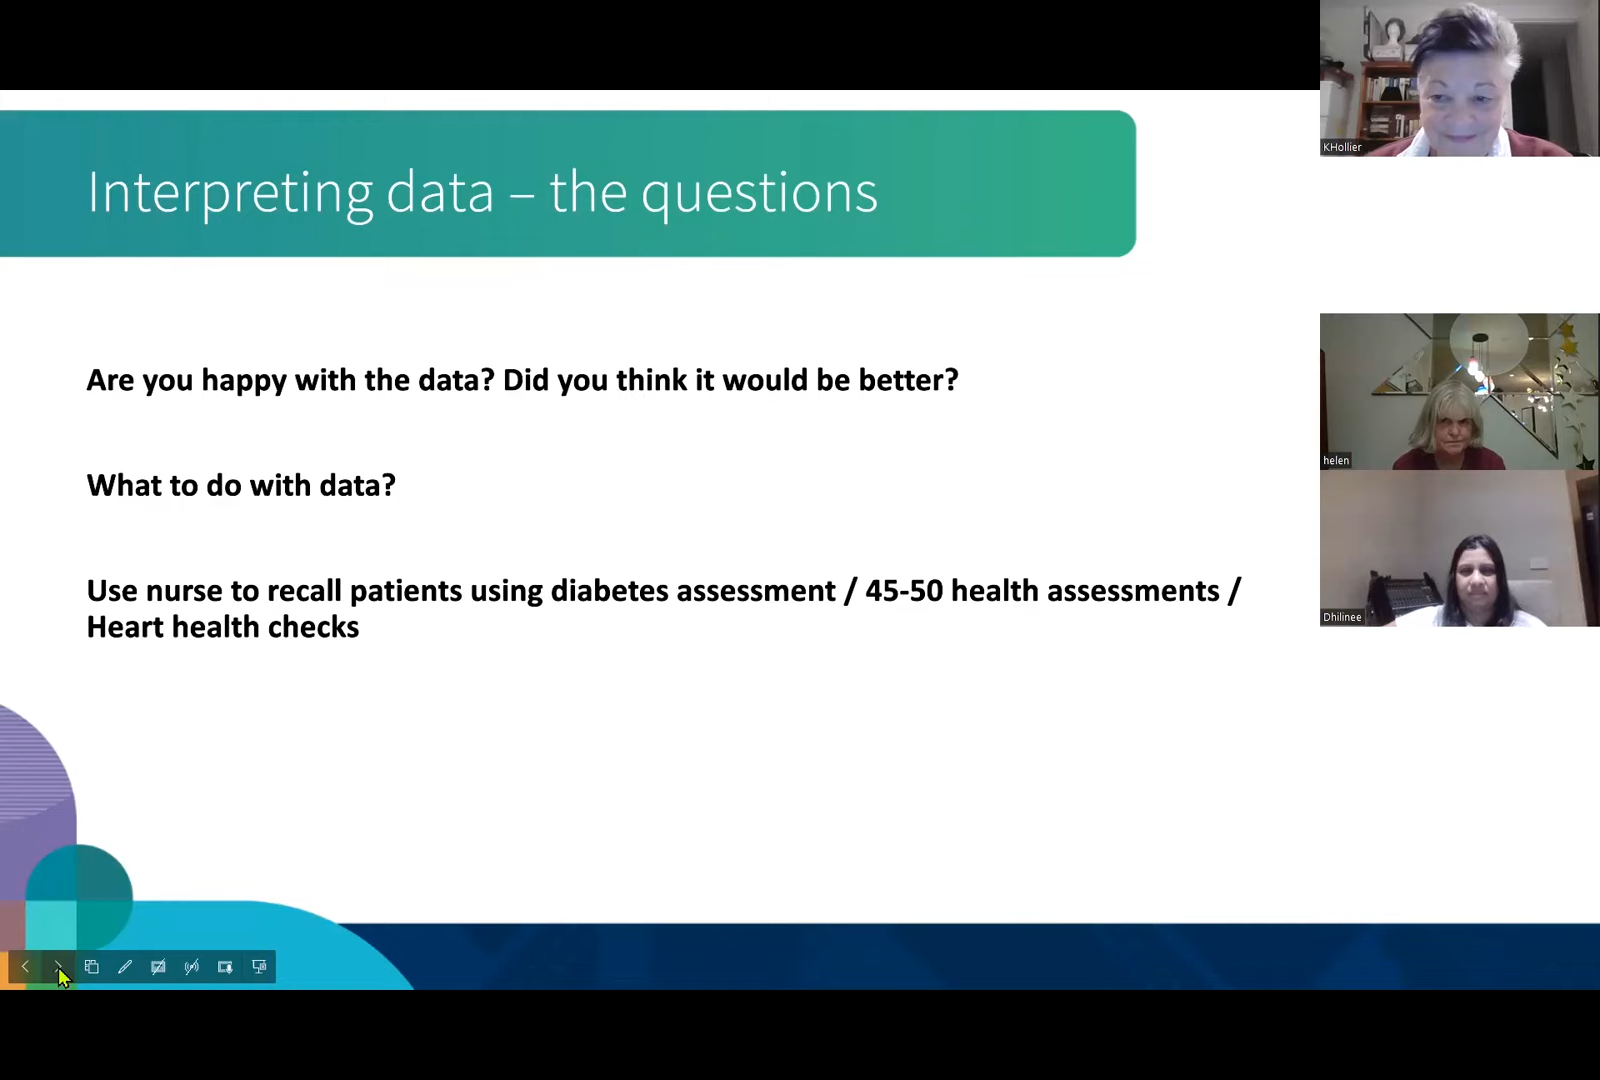 Interpreting data – the questions
Are you happy with the data? Did you think it would be better?
What to do with data?
Use nurse to recall patients using diabetes assessment / 45-50 health assessments /
Heart health checks
KHollier
helen
Dhilinee